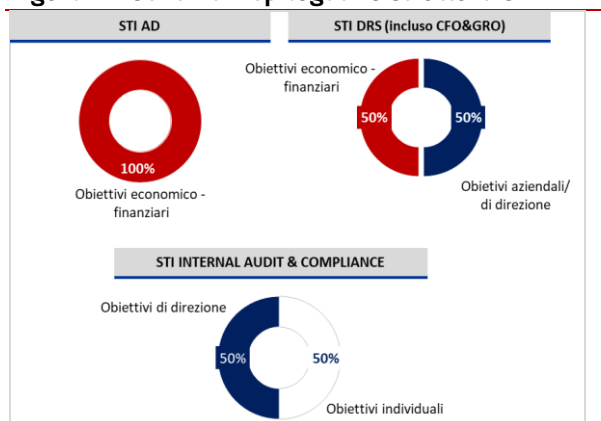 STI AD
STI DRS (incluso CFO&GRO)
100%
Obiettivi economico -
finanziari
Obiettivi economico -
finanziari
50%
50%
Obietivi aziendali/
di direzione
STI INTERNAL AUDIT & COMPLIANCE
Obiettivi di direzione
50%
50%
Obiettivi individuali